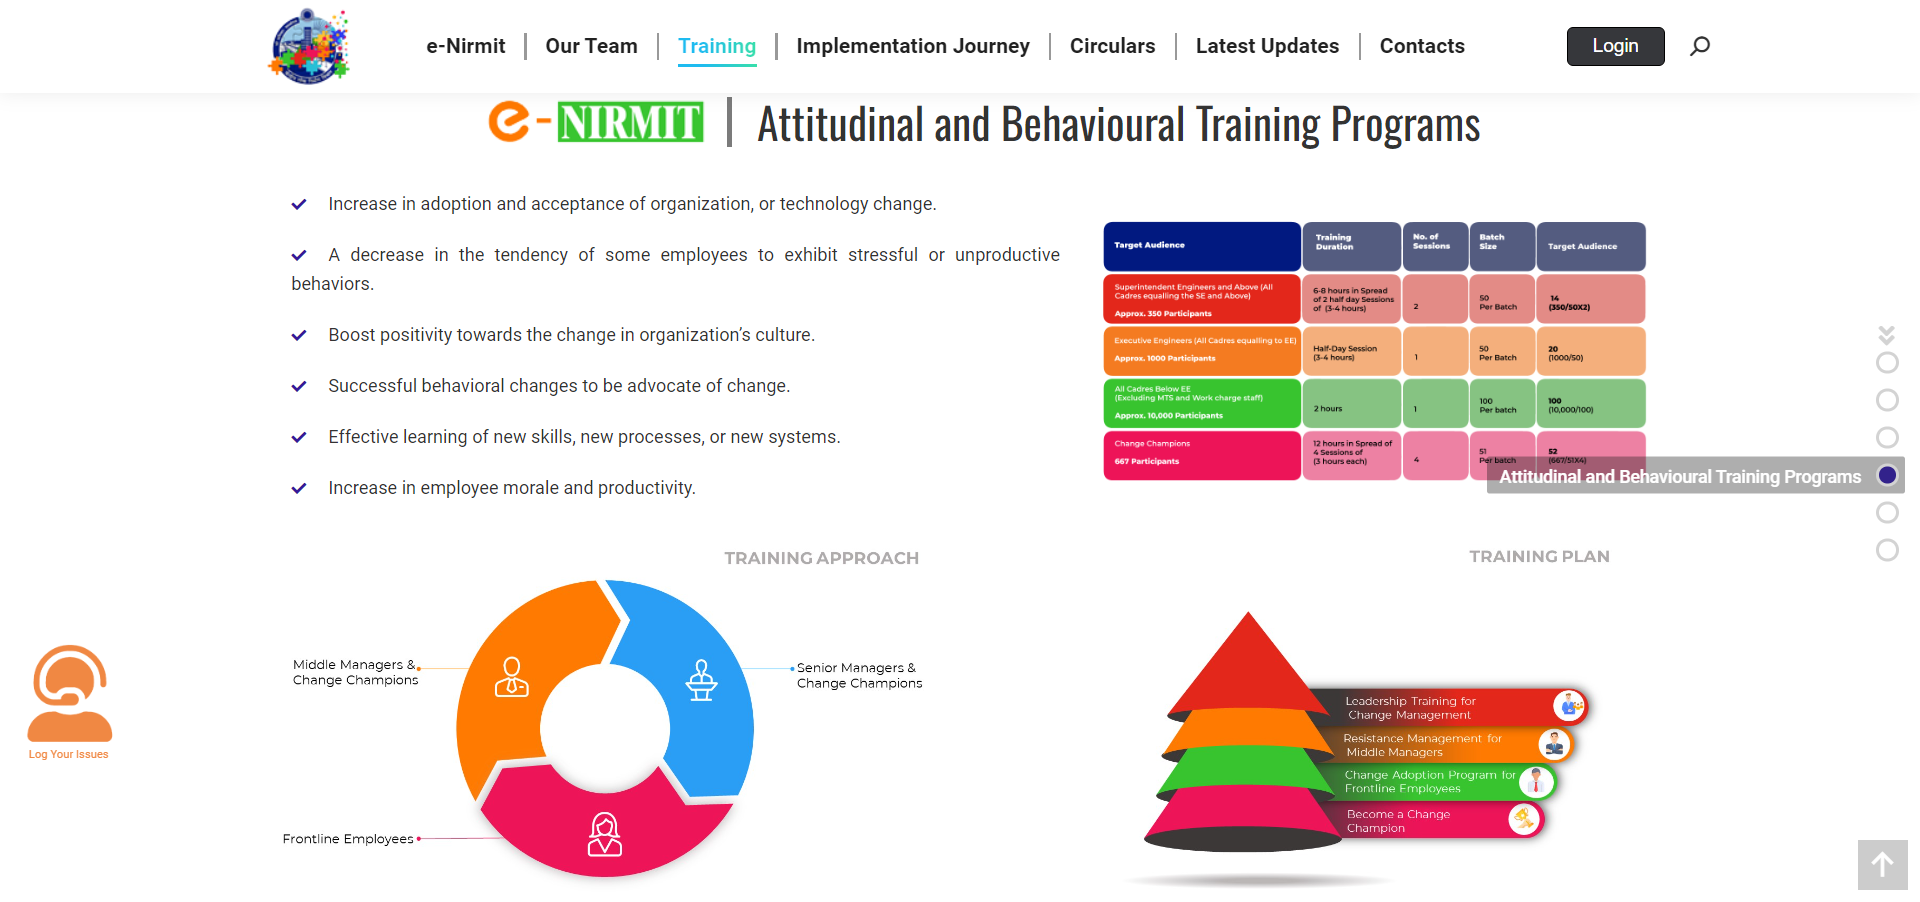 e-Nirmit
Our Team
Training
Implementation Journey
Circulars
Latest Updates
Contacts
Login
e-NIRMIT
Attitudinal and Behavioural Training Programs
Increase in adoption and acceptance of organization, or technology change.
A decrease in the tendency of some employees to exhibit stressful or unproductive
behaviors.
Boost positivity towards the change in organization's culture.
Successful behavioral changes to be advocate of change.
Effective learning of new skills, new processes, or new systems.
Increase in employee morale and productivity.
Target Audience
Training
Duration
No. of
Sessions
Batch
Size
Target Audience
Superintendent Engineers and Above (All
Cadres equalling the SE and Above)
Approx. 350 Participants
6-8 hours in Spread
of 2 half day Sessions
of (3-4 hours)
2
50
Per Batch
14
(350/50X2)
Executive Engineers (All Cadres equalling to EE)
Approx. 1000 Participants
Half-Day Session
(3-4 hours)
1
50
Per Batch
20
(1000/50)
All Cadres Below EE
(Excluding MTS and Work charge staff)
Approx. 10,000 Participants
2 hours
1
100
Per batch
100
(10,000/100)
Change Champions
667 Participants
12 hours in Spread of
4 Sessions of
(3 hours each)
4
51
Per batch
52
(667/51X4)
Attitudinal and Behavioural Training Programs
TRAINING APPROACH
Middle Managers &
Change Champions
Senior Managers &
Change Champions
Frontline Employees
TRAINING PLAN
Leadership Training for
Change Management
Resistance Management for
Middle Managers
Change Adoption Program for
Frontline Employees
Become a Change
Champion
Log Your Issues